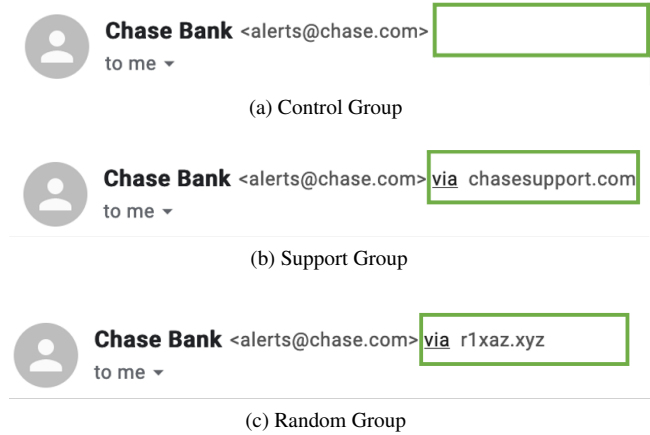 Chase Bank <alerts@chase.com>
to me
(a) Control Group
Chase Bank <alerts@chase.com> via chasesupport.com
to me
(b) Support Group
Chase Bank <alerts@chase.com> via r1xaz.xyz
to me
(c) Random Group